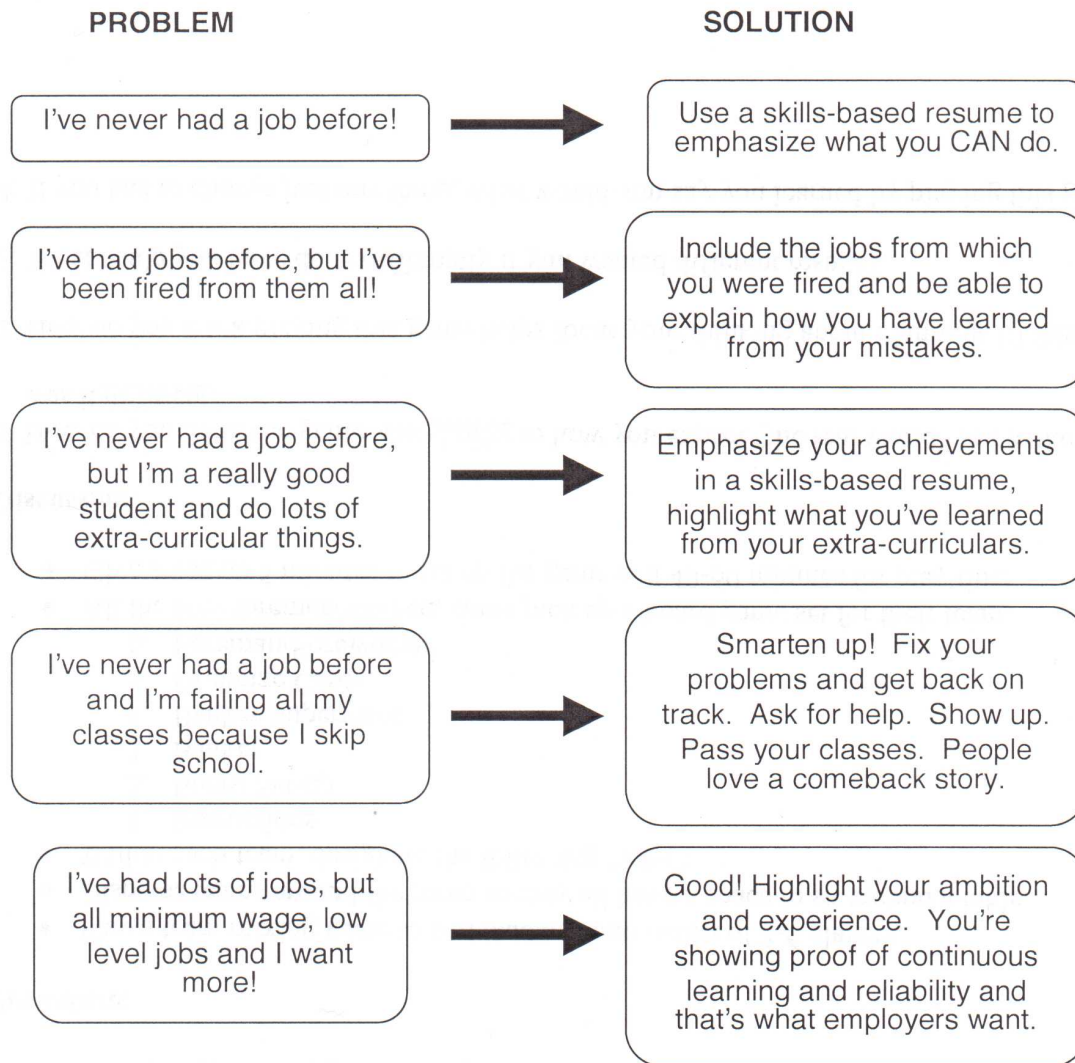 PROBLEM
SOLUTION
I've never had a job before!
Use a skills-based resume to
emphasize what you CAN do.
I've had jobs before, but I've
been fired from them all!
Include the jobs from which
you were fired and be able to
explain how you have learned
from your mistakes.
I've never had a job before,
but I'm a really good
student and do lots of
extra-curricular things.
Emphasize your achievements
in a skills-based resume,
highlight what you've learned
from your extra-curriculars.
I've never had a job before
and I'm failing all my
classes because I skip
school.
Smarten up!  Fix your
problems and get back on
track.  Ask for help.  Show up.
Pass your classes.  People
love a comeback story.
I've had lots of jobs, but
all minimum wage, low
level jobs and I want
more!
Good! Highlight your ambition
and experience.  You're
showing proof of continuous
learning and reliability and
that's what employers want.